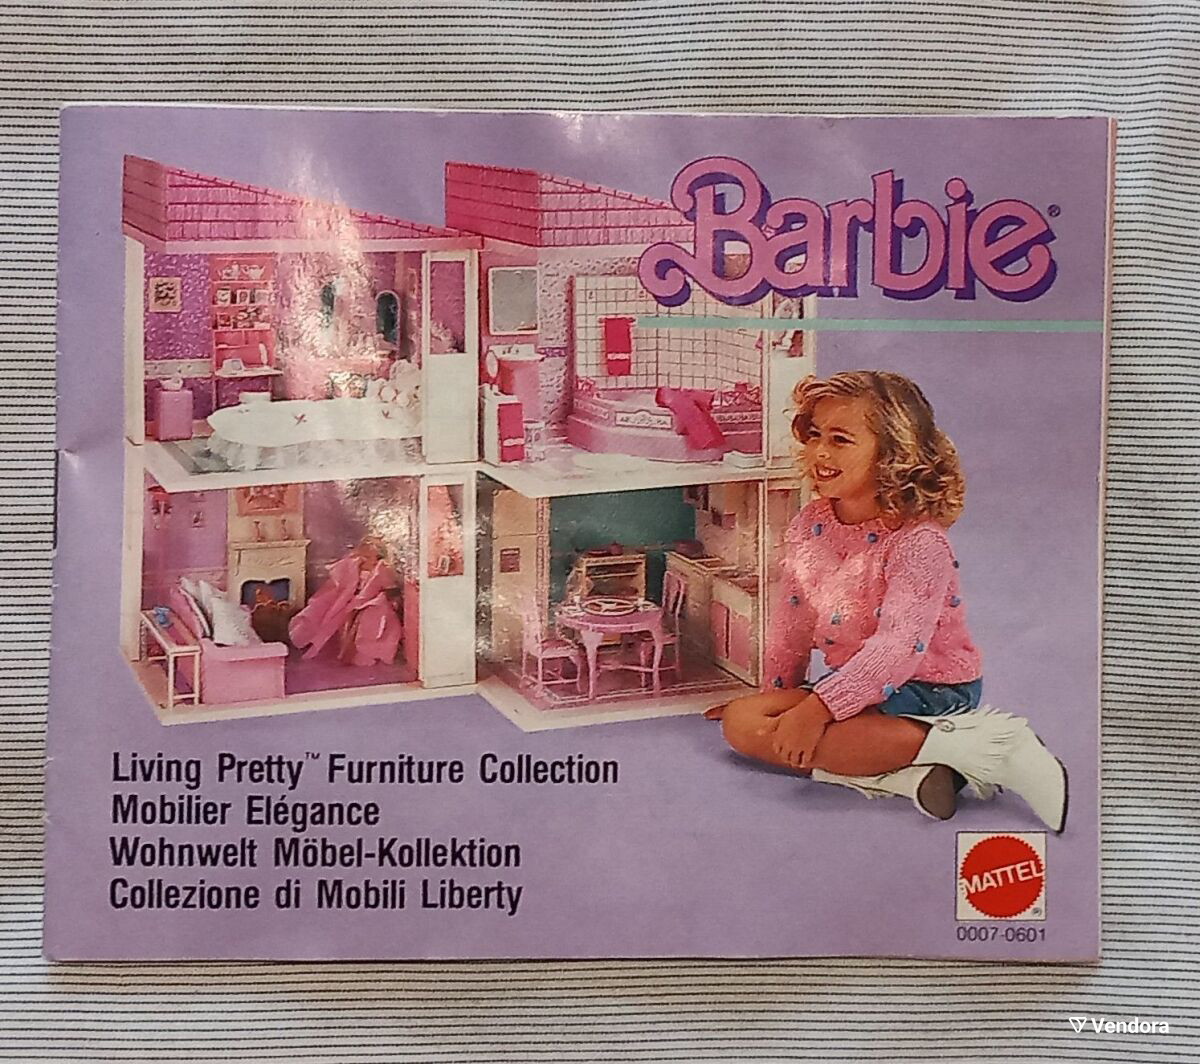 Barbie®
Living Pretty™ Furniture Collection
Mobilier Elégance
Wohnwelt Möbel-Kollektion
Collezione di Mobili Liberty
MATTEL
®
0007-0601
Vendora